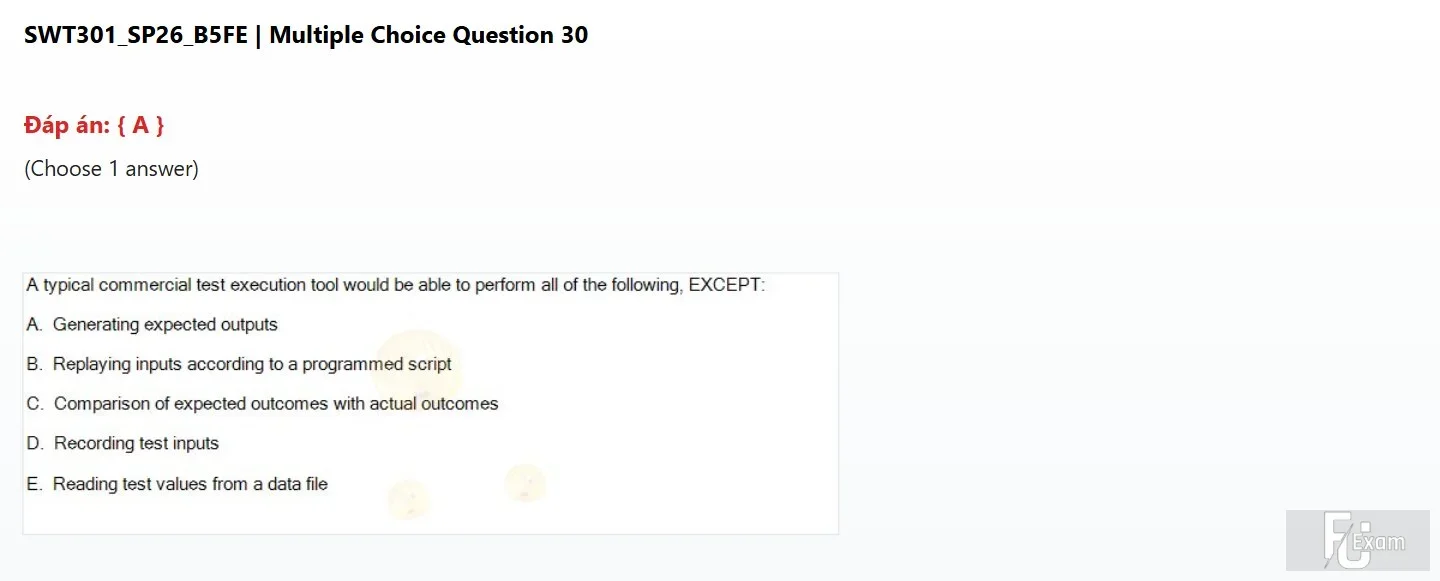 SWT301_SP26_B5FE | Multiple Choice Question 30
Đáp án: { A }
(Choose 1 answer)
A typical commercial test execution tool would be able to perform all of the following, EXCEPT:
A. Generating expected outputs
B. Replaying inputs according to a programmed script
C. Comparison of expected outcomes with actual outcomes
D. Recording test inputs
E. Reading test values from a data file
FU Exam